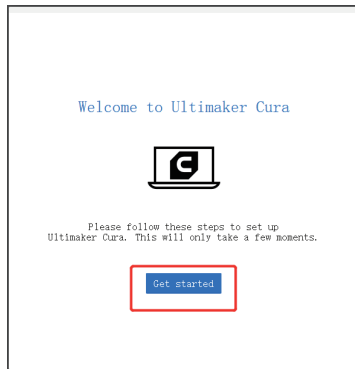 Welcome to Ultimaker Cura
Please follow these steps to set up
Ultimaker Cura. This will only take a few moments.
Get started